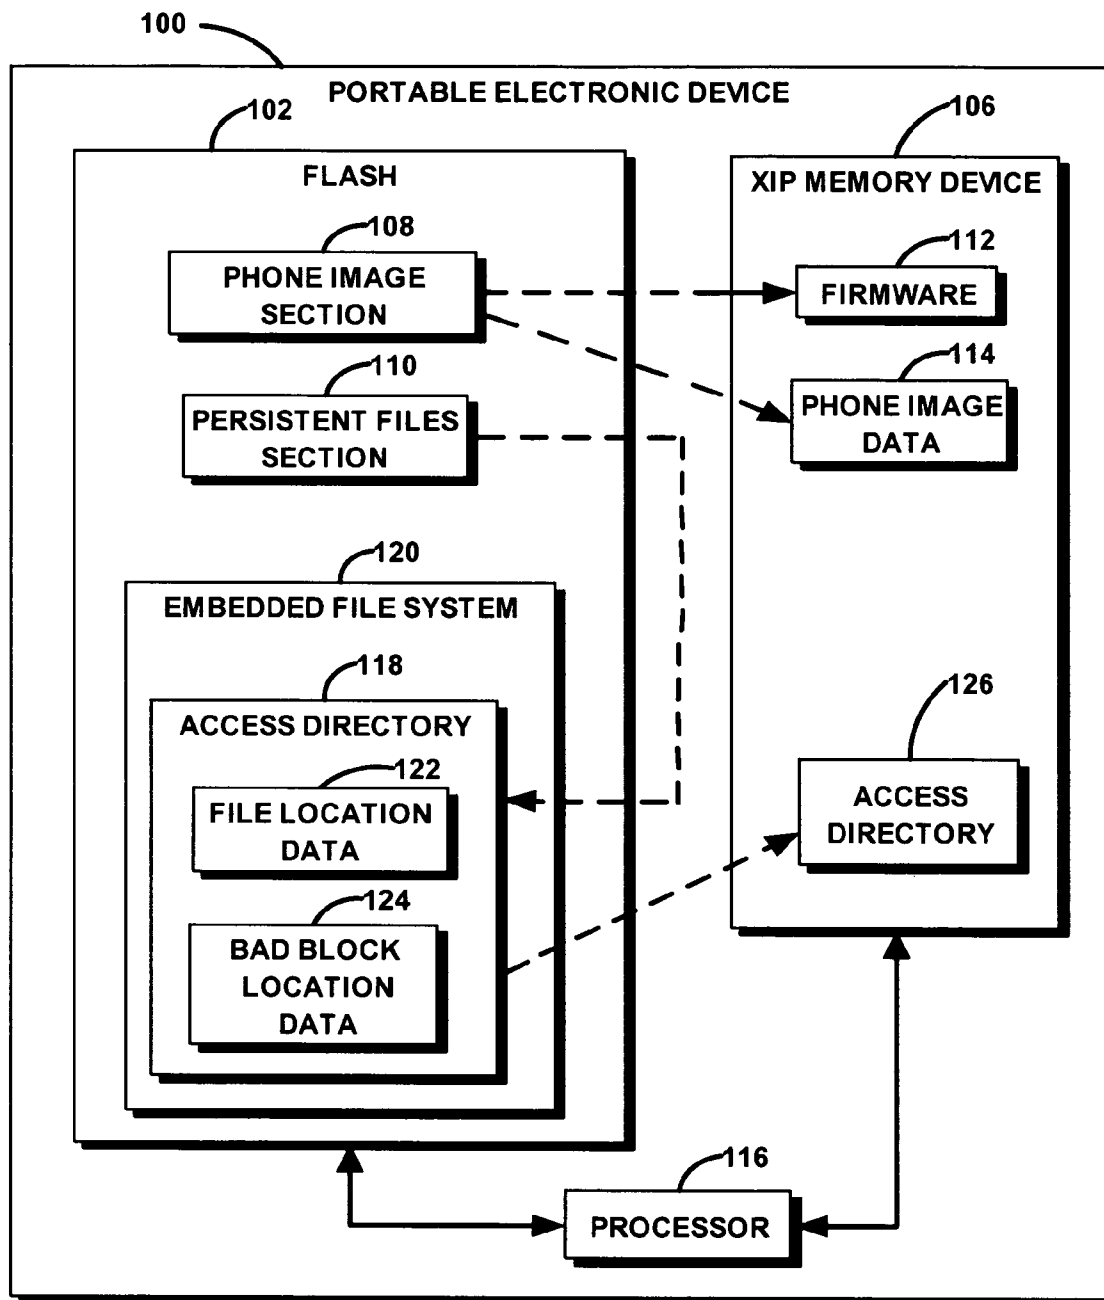 100
PORTABLE ELECTRONIC DEVICE
102
FLASH
108
PHONE IMAGE
SECTION
110
PERSISTENT FILES
SECTION
120
EMBEDDED FILE SYSTEM
118
ACCESS DIRECTORY
122
FILE LOCATION
DATA
124
BAD BLOCK
LOCATION
DATA
106
XIP MEMORY DEVICE
112
FIRMWARE
114
PHONE IMAGE
DATA
126
ACCESS
DIRECTORY
116
PROCESSOR